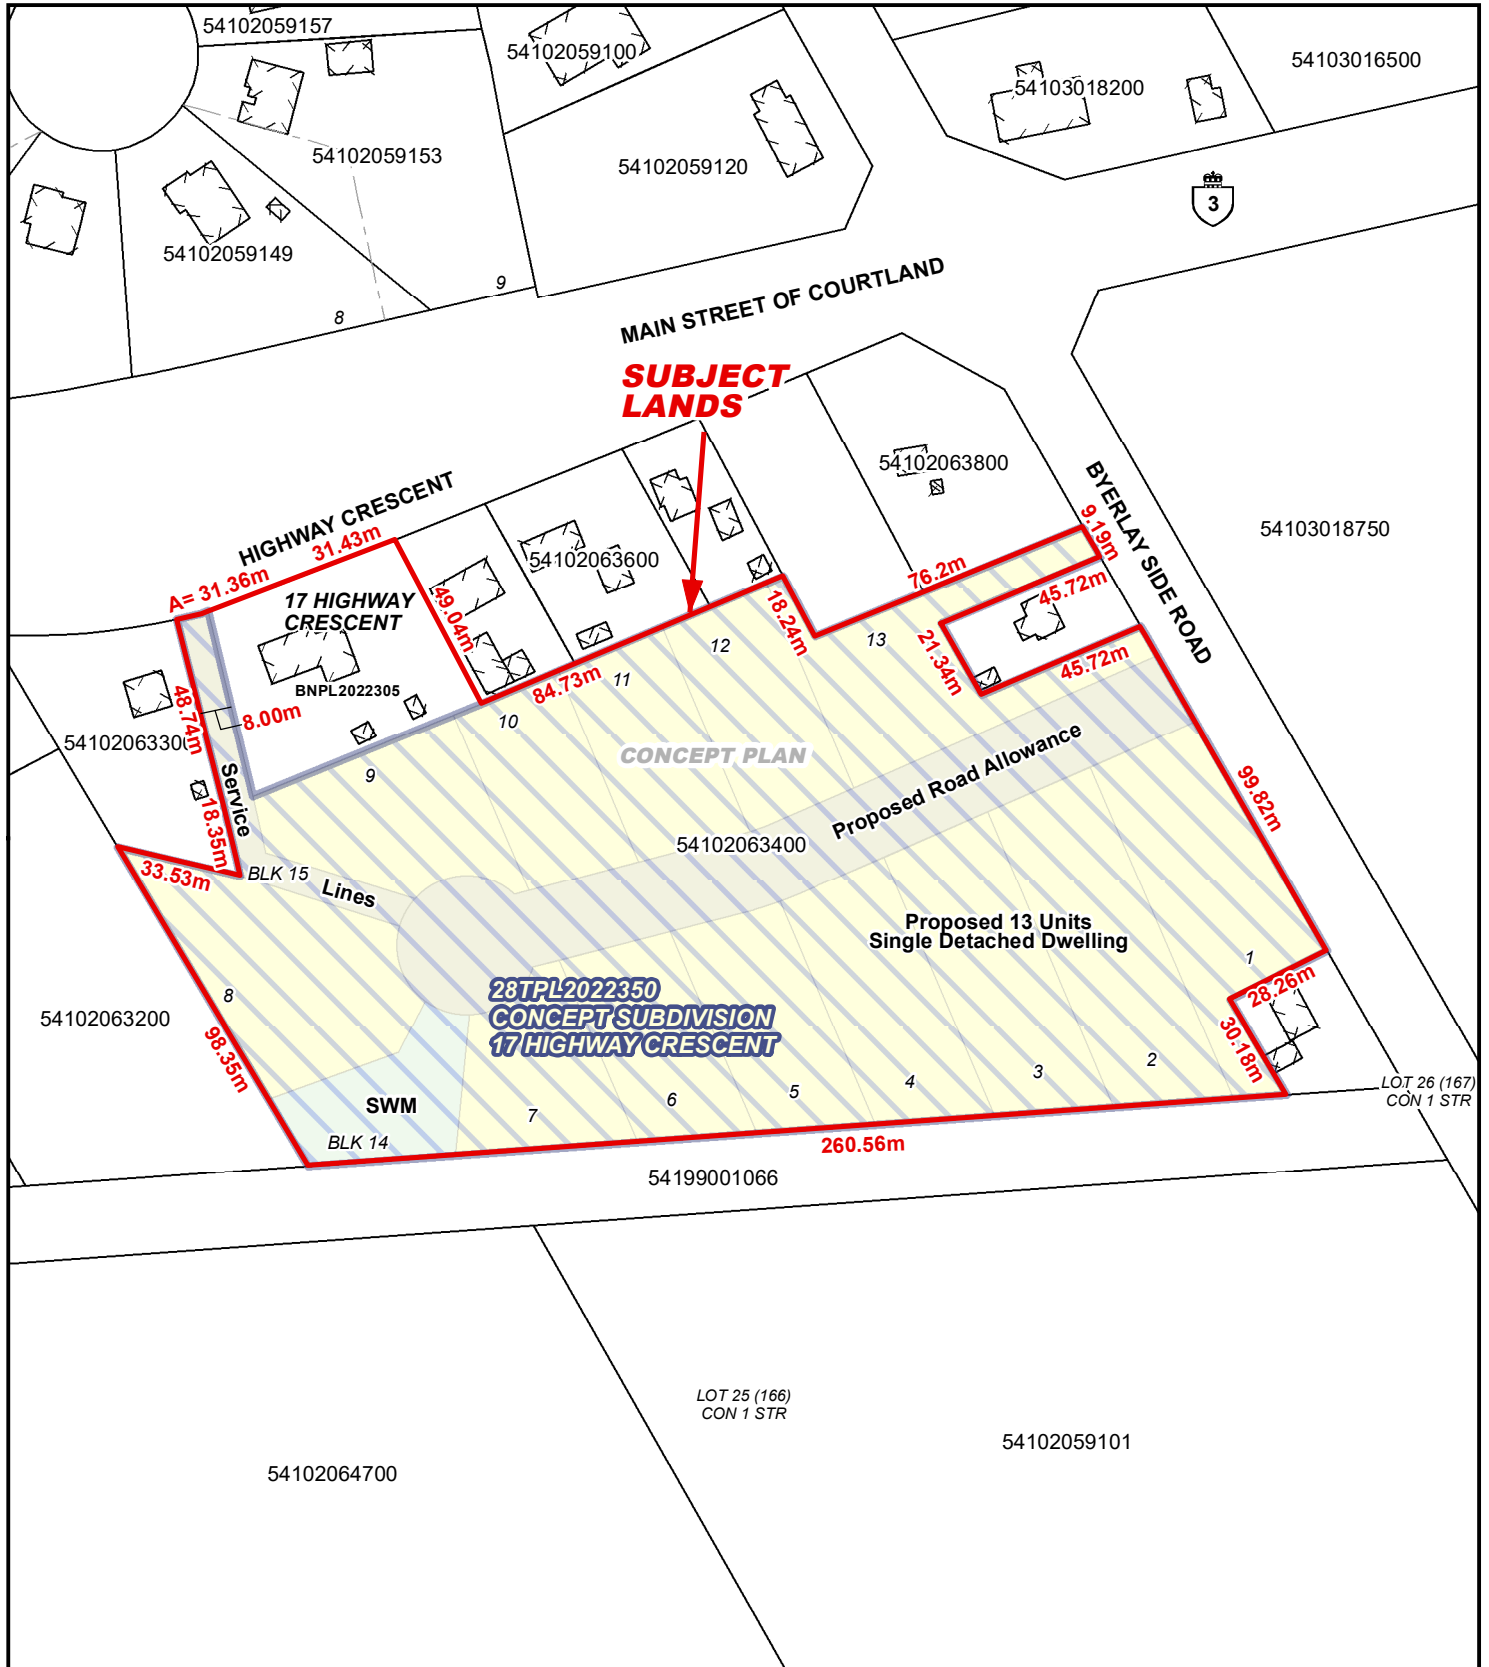 54102059157
54102059100
54103016500
54103018200
54102059153
54102059120
3
54102059149
9
8
MAIN STREET OF COURTLAND
SUBJECT
LANDS
54102063800
BYERLAY SIDE ROAD
HIGHWAY CRESCENT
9.19m
54103018750
31.43m
54102063600
76.2m
A= 31.36m
45.72m
17 HIGHWAY
CRESCENT
49.04m
18.24m
12
13
21.34m
45.72m
BNPL2022305
84.73m
11
48.74m
8.00m
10
54102063300
CONCEPT PLAN
9
Proposed Road Allowance
Service
99.82m
18.35m
54102063400
33.53m
BLK 15
Lines
Proposed 13 Units
Single Detached Dwelling
1
28.26m
8
28TPL2022350
CONCEPT SUBDIVISION
17 HIGHWAY CRESCENT
54102063200
98.35m
30.18m
2
3
4
5
6
7
LOT 26 (167)
CON 1 STR
SWM
BLK 14
260.56m
54199001066
LOT 25 (166)
CON 1 STR
54102059101
54102064700